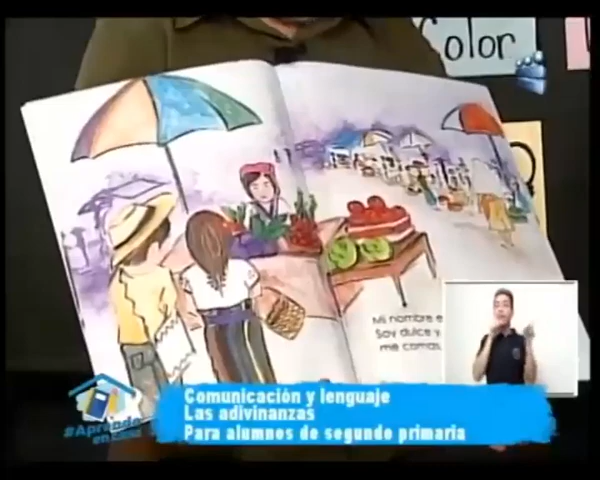 Color
Mi nombre e
Soy dulce y
me comas
#Aprendo
en casa
Comunicación y lenguaje
Las adivinanzas
Para alumnos de segundo primaria